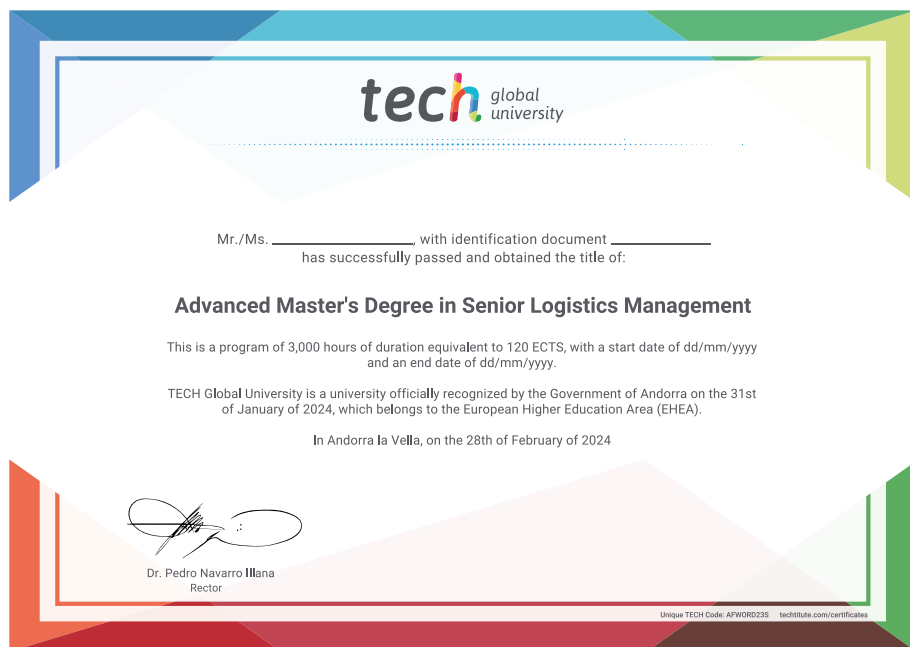 tech global
university
Mr./Ms. ____________, with identification document ____________
has successfully passed and obtained the title of:
Advanced Master's Degree in Senior Logistics Management
This is a program of 3,000 hours of duration equivalent to 120 ECTS, with a start date of dd/mm/yyyy
and an end date of dd/mm/yyyy.
TECH Global University is a university officially recognized by the Government of Andorra on the 31st
of January of 2024, which belongs to the European Higher Education Area (EHEA).
In Andorra la Vella, on the 28th of February of 2024
Dr. Pedro Navarro Illana
Rector
Unique TECH Code: AFWORD23S techtitute.com/certificates